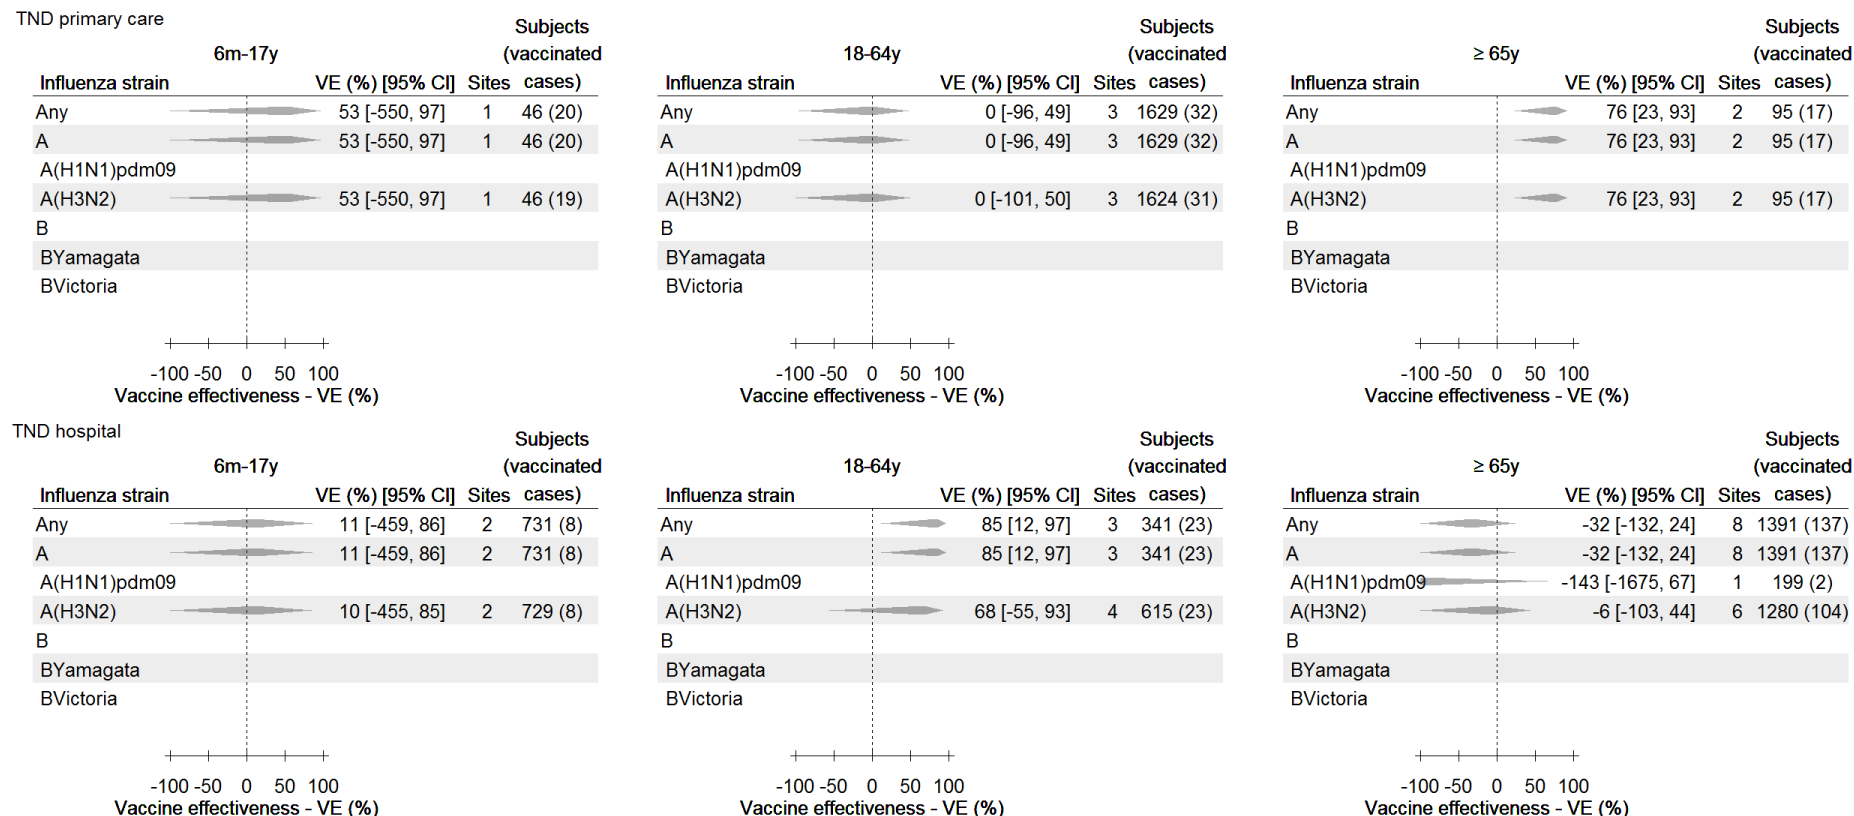 TND primary care
Subjects
(vaccinated
6m-17y
Influenza strain VE (%) [95% CI] Sites cases)
Any 53 [-550, 97] 1 46 (20)
A 53 [-550, 97] 1 46 (20)
A(H1N1)pdm09
A(H3N2) 53 [-550, 97] 1 46 (19)
B
BYamagata
BVictoria
-100 -50 0 50 100
Vaccine effectiveness - VE (%)
Subjects
(vaccinated
18-64y
Influenza strain VE (%) [95% CI] Sites cases)
Any 0 [-96, 49] 3 1629 (32)
A 0 [-96, 49] 3 1629 (32)
A(H1N1)pdm09
A(H3N2) 0 [-101, 50] 3 1624 (31)
B
BYamagata
BVictoria
-100 -50 0 50 100
Vaccine effectiveness - VE (%)
Subjects
(vaccinated
≥ 65y
Influenza strain VE (%) [95% CI] Sites cases)
Any 76 [23, 93] 2 95 (17)
A 76 [23, 93] 2 95 (17)
A(H1N1)pdm09
A(H3N2) 76 [23, 93] 2 95 (17)
B
BYamagata
BVictoria
-100 -50 0 50 100
Vaccine effectiveness - VE (%)
TND hospital
Subjects
(vaccinated
6m-17y
Influenza strain VE (%) [95% CI] Sites cases)
Any 11 [-459, 86] 2 731 (8)
A 11 [-459, 86] 2 731 (8)
A(H1N1)pdm09
A(H3N2) 10 [-455, 85] 2 729 (8)
B
BYamagata
BVictoria
-100 -50 0 50 100
Vaccine effectiveness - VE (%)
Subjects
(vaccinated
18-64y
Influenza strain VE (%) [95% CI] Sites cases)
Any 85 [12, 97] 3 341 (23)
A 85 [12, 97] 3 341 (23)
A(H1N1)pdm09
A(H3N2) 68 [-55, 93] 4 615 (23)
B
BYamagata
BVictoria
-100 -50 0 50 100
Vaccine effectiveness - VE (%)
Subjects
(vaccinated
≥ 65y
Influenza strain VE (%) [95% CI] Sites cases)
Any -32 [-132, 24] 8 1391 (137)
A -32 [-132, 24] 8 1391 (137)
A(H1N1)pdm09 -143 [-1675, 67] 1 199 (2)
A(H3N2) -6 [-103, 44] 6 1280 (104)
B
BYamagata
BVictoria
-100 -50 0 50 100
Vaccine effectiveness - VE (%)